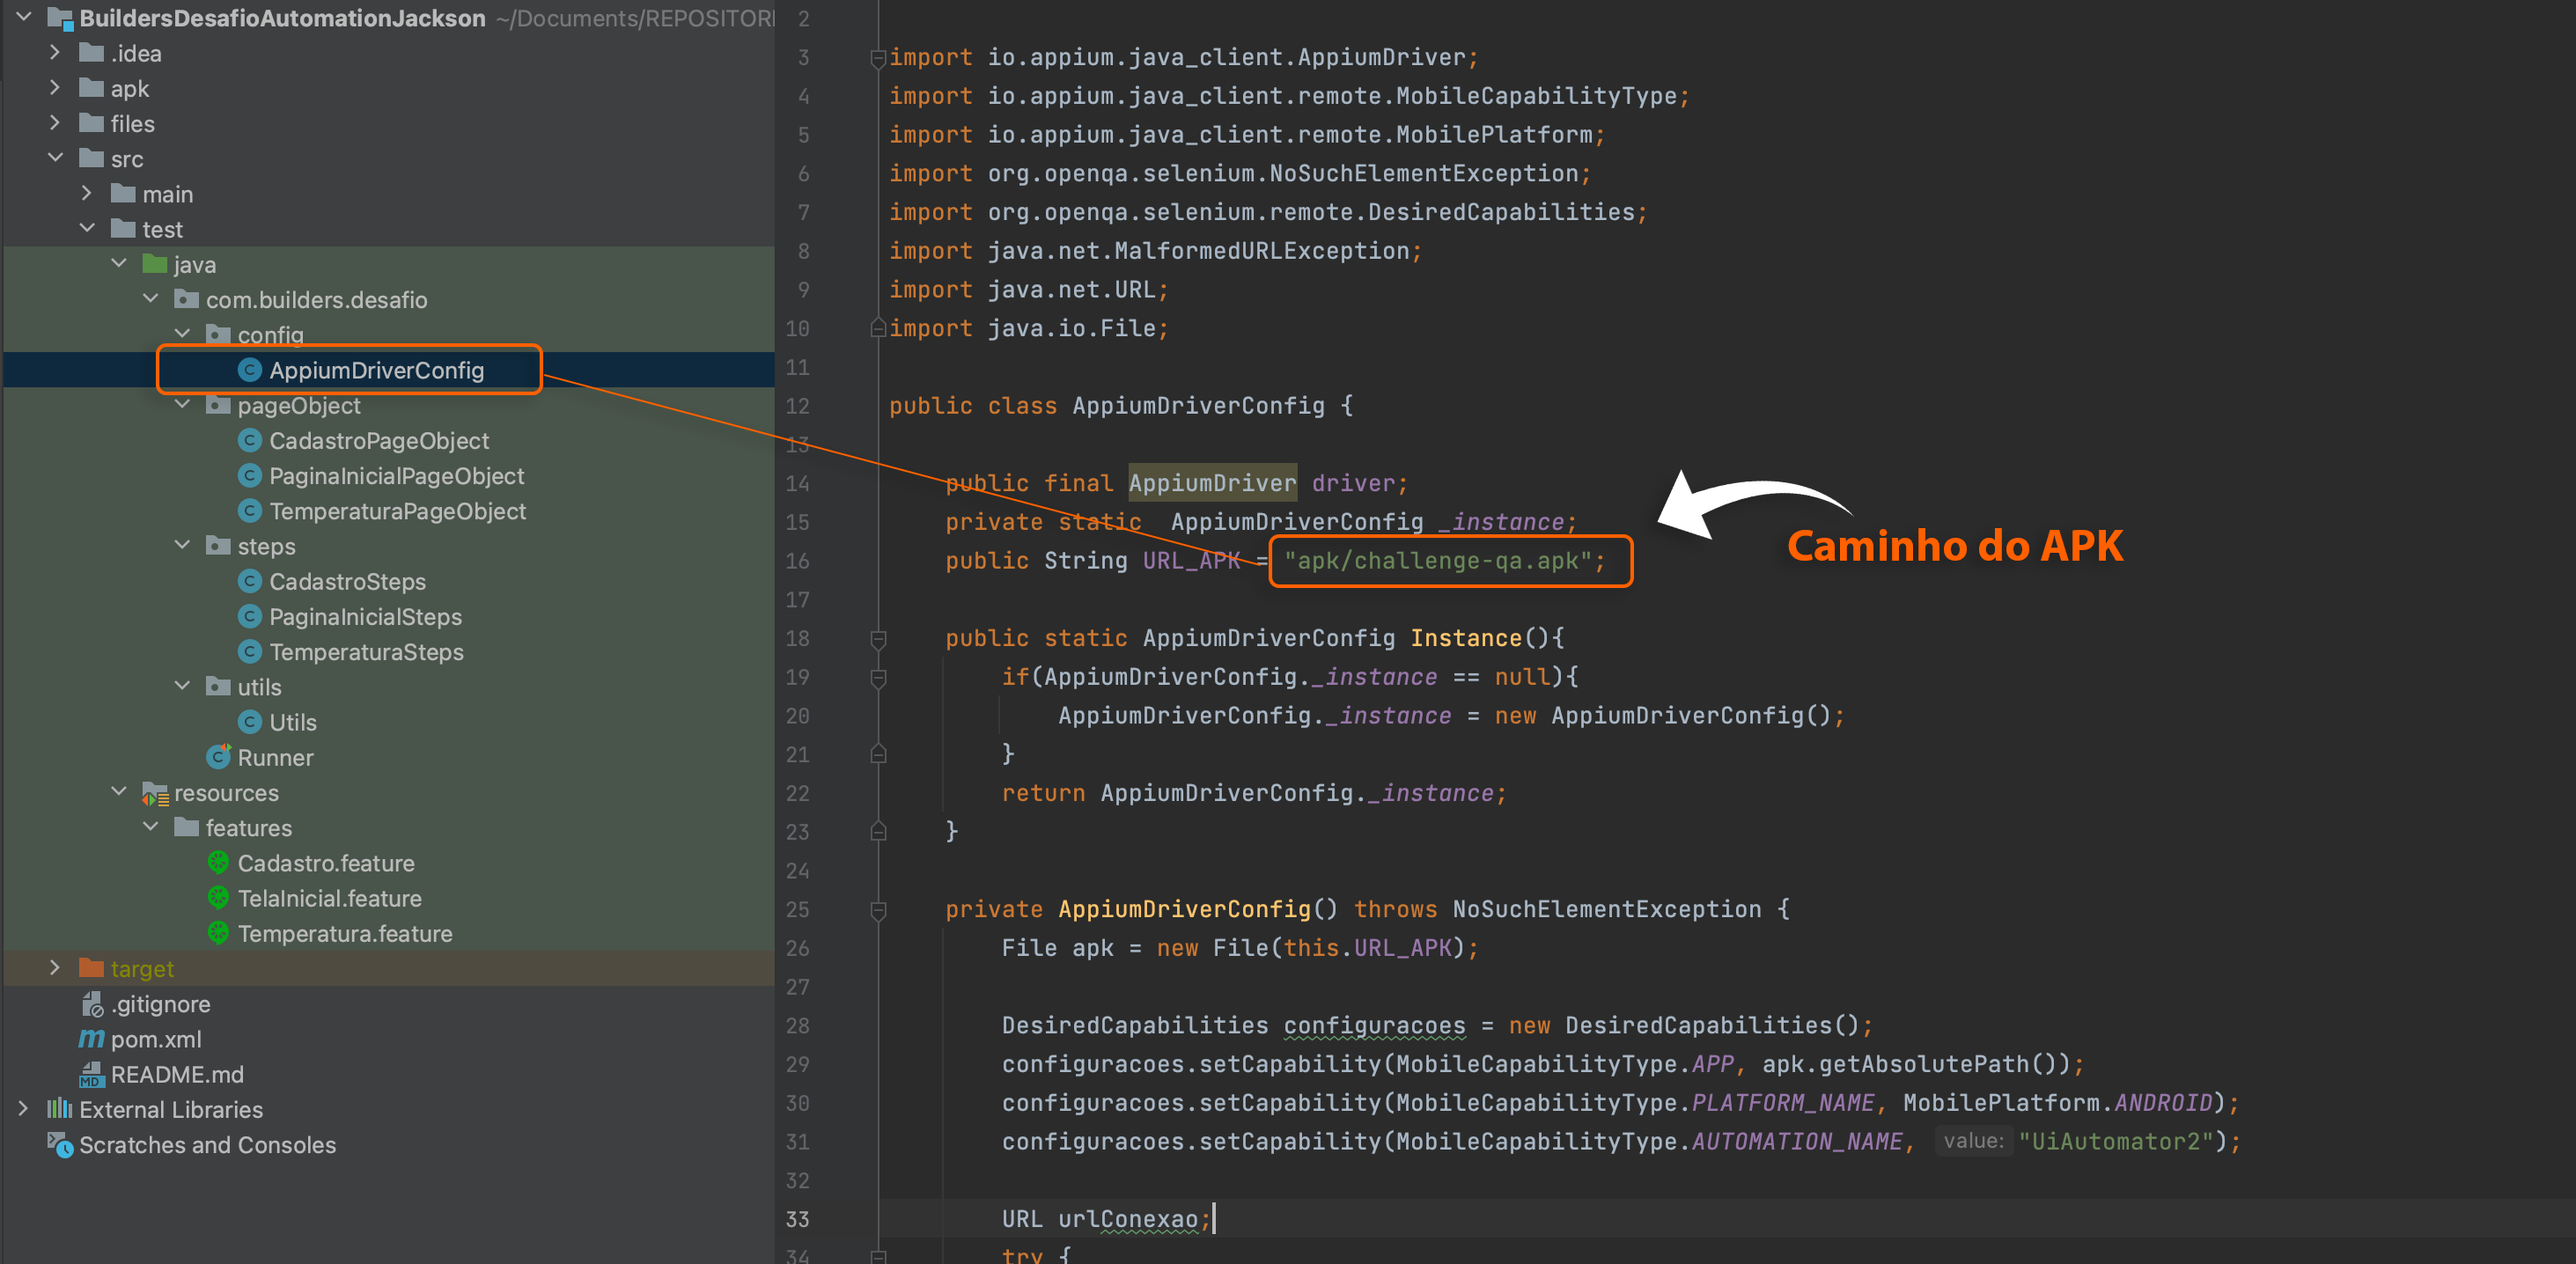 BuildersDesafioAutomationJackson ~/Documents/REPOSITORI
.idea
apk
files
src
main
test
java
com.builders.desafio
config
AppiumDriverConfig
pageObject
CadastroPageObject
PaginaInicialPageObject
TemperaturaPageObject
steps
CadastroSteps
PaginaInicialSteps
TemperaturaSteps
utils
Utils
Runner
resources
features
Cadastro.feature
TelaInicial.feature
Temperatura.feature
target
.gitignore
pom.xml
README.md
External Libraries
Scratches and Consoles
2
3 import io.appium.java_client.AppiumDriver;
4 import io.appium.java_client.remote.MobileCapabilityType;
5 import io.appium.java_client.remote.MobilePlatform;
6 import org.openqa.selenium.NoSuchElementException;
7 import org.openqa.selenium.remote.DesiredCapabilities;
8 import java.net.MalformedURLException;
9 import java.net.URL;
10 import java.io.File;
11
12 public class AppiumDriverConfig {
13
14 public final AppiumDriver driver;
15 private static AppiumDriverConfig _instance;
16 public String URL_APK = "apk/challenge-qa.apk";
Caminho do APK
17
18 public static AppiumDriverConfig Instance(){
19 if(AppiumDriverConfig._instance == null){
20 AppiumDriverConfig._instance = new AppiumDriverConfig();
21 }
22 return AppiumDriverConfig._instance;
23 }
24
25 private AppiumDriverConfig() throws NoSuchElementException {
26 File apk = new File(this.URL_APK);
27
28 DesiredCapabilities configuracoes = new DesiredCapabilities();
29 configuracoes.setCapability(MobileCapabilityType.APP, apk.getAbsolutePath());
30 configuracoes.setCapability(MobileCapabilityType.PLATFORM_NAME, MobilePlatform.ANDROID);
31 configuracoes.setCapability(MobileCapabilityType.AUTOMATION_NAME, value: "UiAutomator2");
32
33 URL urlConexao;
34 try {